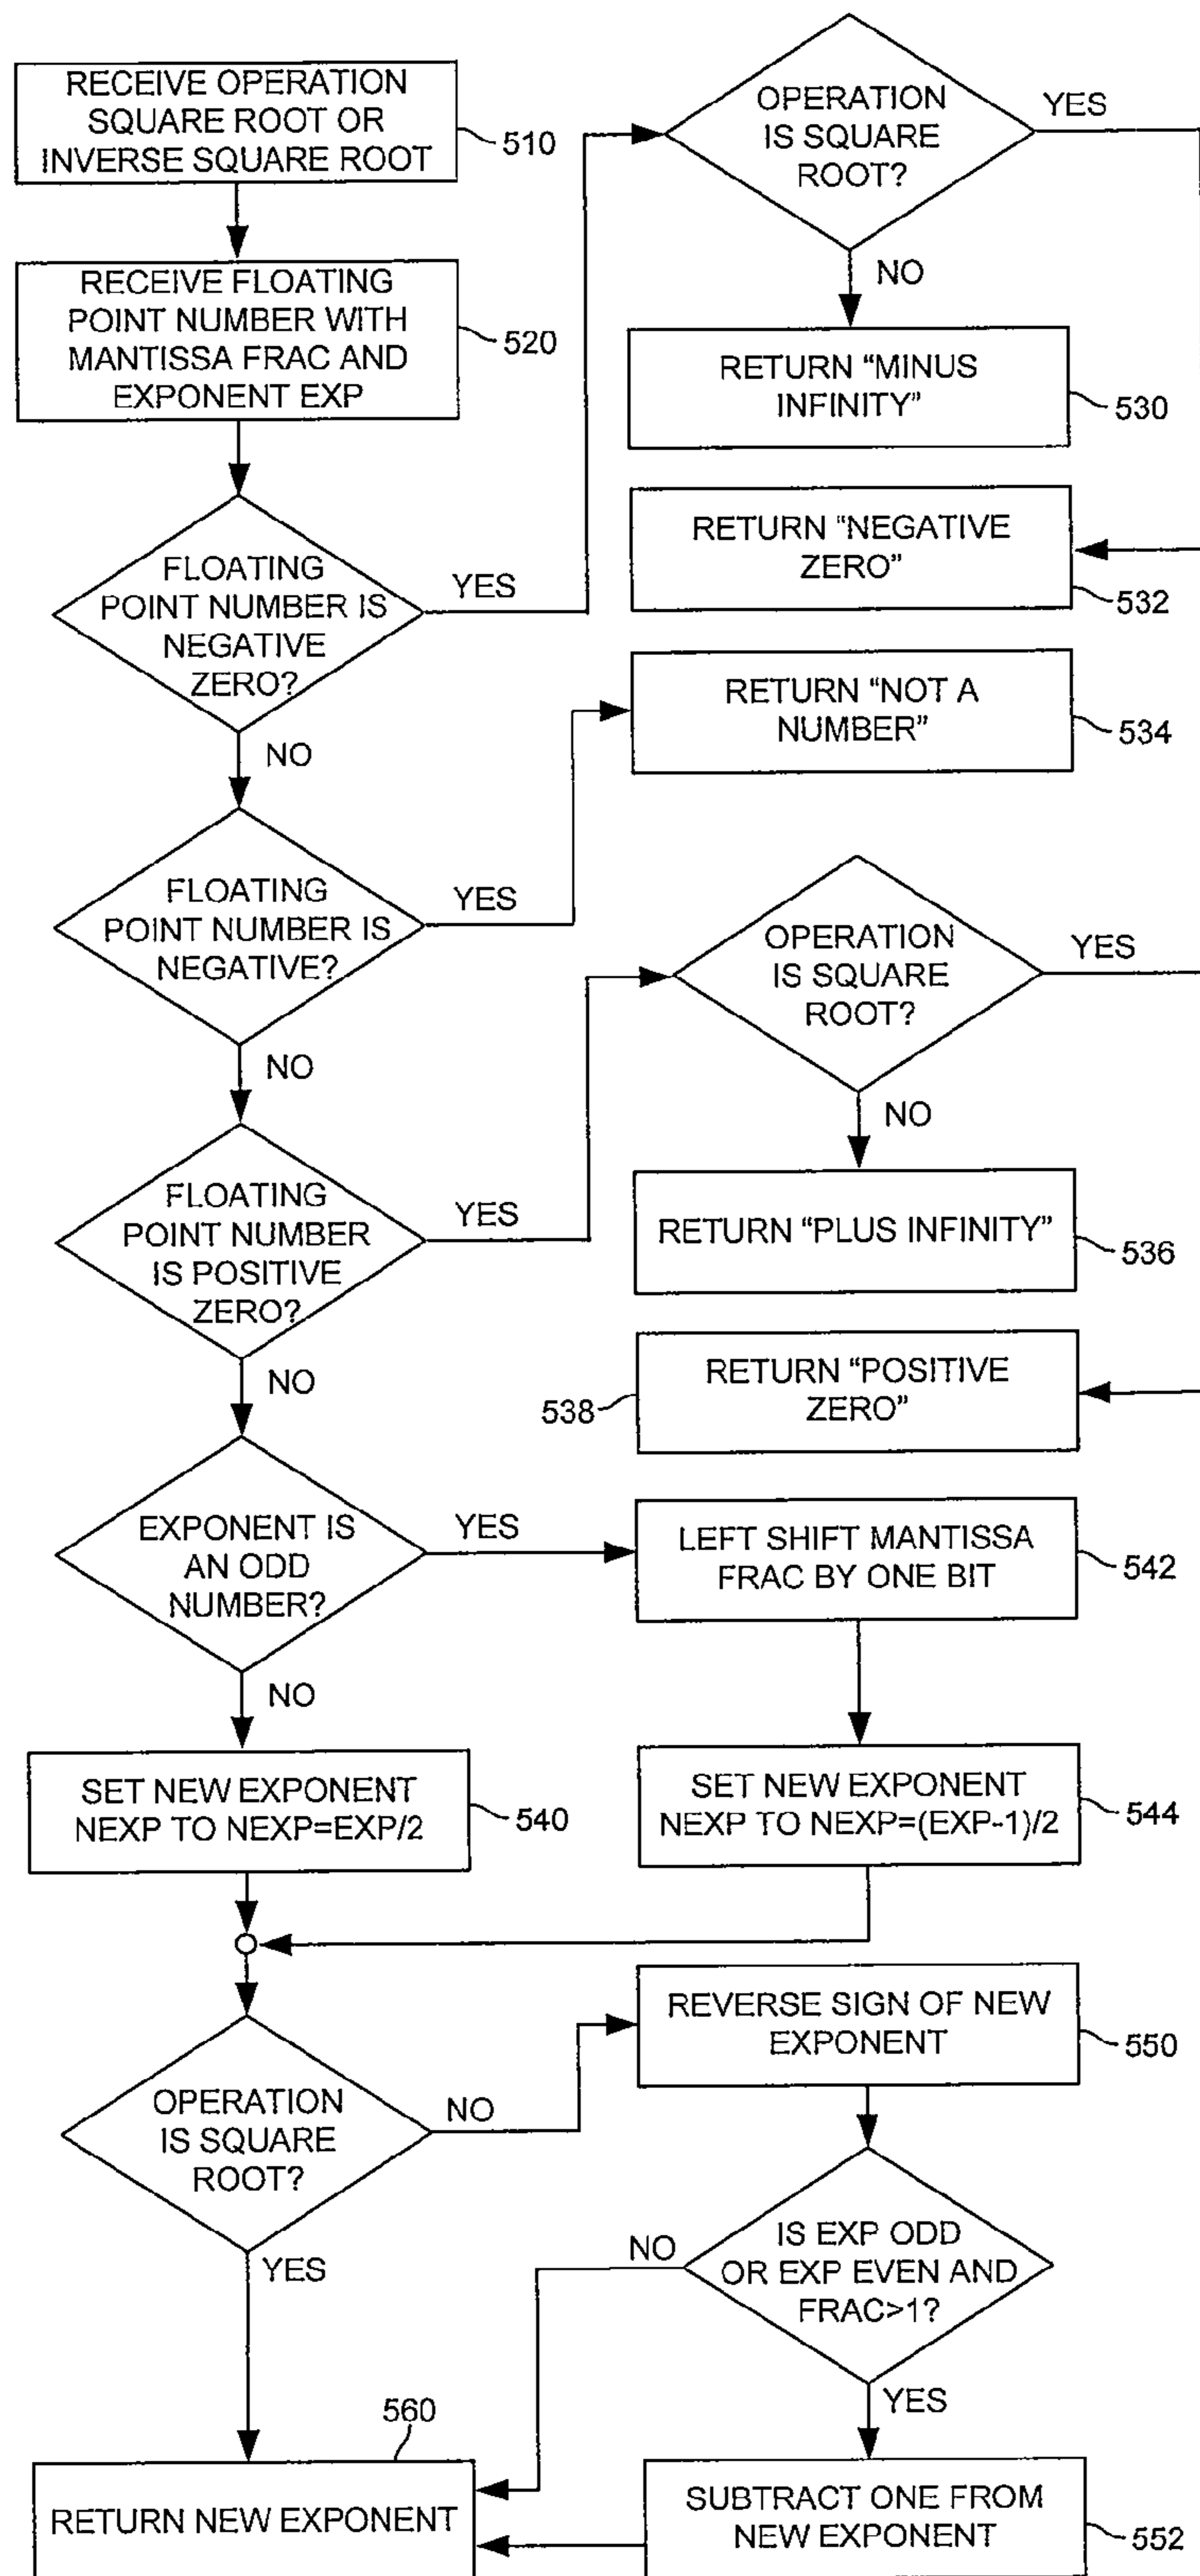 RECEIVE OPERATION
SQUARE ROOT OR
INVERSE SQUARE ROOT
510
RECEIVE FLOATING
POINT NUMBER WITH
MANTISSA FRAC AND
EXPONENT EXP
520
OPERATION
IS SQUARE
ROOT?
YES
NO
RETURN “MINUS
INFINITY”
530
RETURN “NEGATIVE
ZERO”
532
FLOATING
POINT NUMBER IS
NEGATIVE
ZERO?
YES
NO
RETURN “NOT A
NUMBER”
534
FLOATING
POINT NUMBER IS
NEGATIVE?
YES
NO
OPERATION
IS SQUARE
ROOT?
YES
NO
FLOATING
POINT NUMBER
IS POSITIVE
ZERO?
YES
NO
RETURN “PLUS INFINITY”
536
RETURN “POSITIVE
ZERO”
538
EXPONENT IS
AN ODD
NUMBER?
YES
NO
LEFT SHIFT MANTISSA
FRAC BY ONE BIT
542
SET NEW EXPONENT
NEXP TO NEXP=EXP/2
540
SET NEW EXPONENT
NEXP TO NEXP=(EXP-1)/2
544
OPERATION
IS SQUARE
ROOT?
NO
YES
REVERSE SIGN OF NEW
EXPONENT
550
IS EXP ODD
OR EXP EVEN AND
FRAC>1?
NO
YES
560
RETURN NEW EXPONENT
SUBTRACT ONE FROM
NEW EXPONENT
552